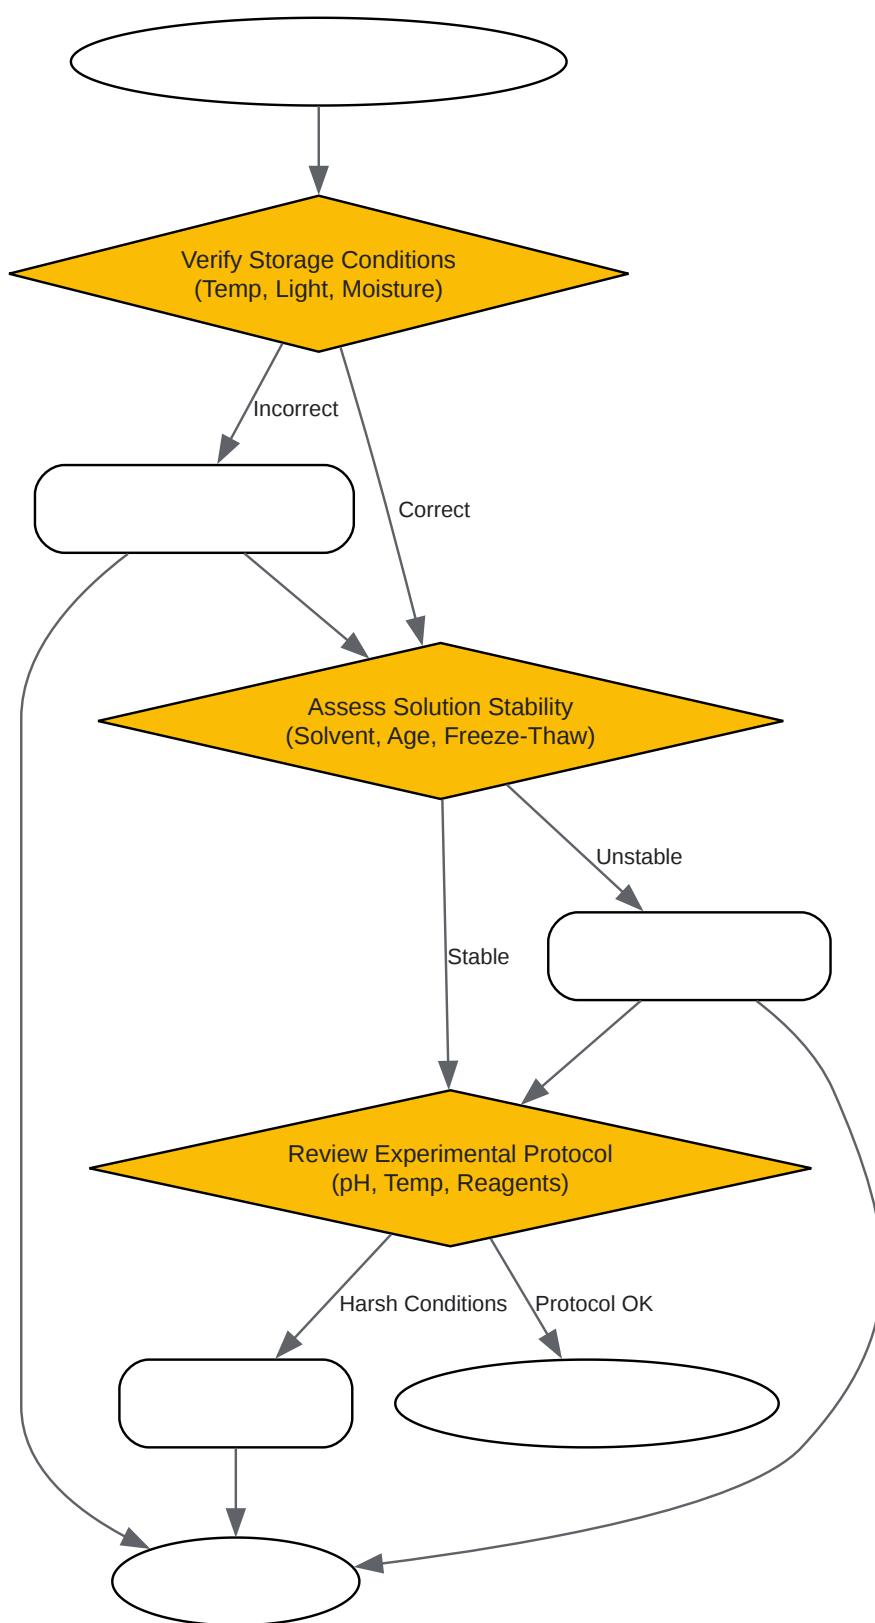 Verify Storage Conditions
(Temp, Light, Moisture)
Incorrect
Correct
Assess Solution Stability
(Solvent, Age, Freeze-Thaw)
Unstable
Stable
Review Experimental Protocol
(pH, Temp, Reagents)
Harsh Conditions
Protocol OK